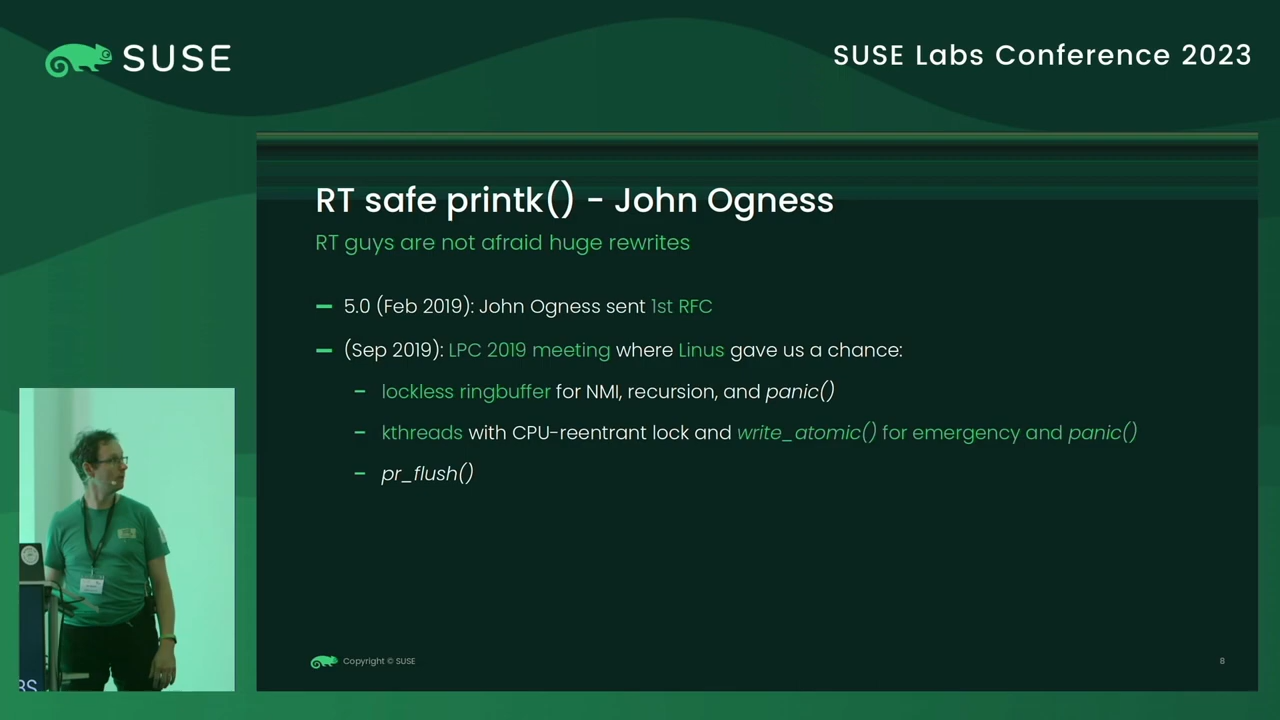 SUSE
SUSE Labs Conference 2023
RT safe printk() - John Ogness
RT guys are not afraid huge rewrites
5.0 (Feb 2019): John Ogness sent 1st RFC
(Sep 2019): LPC 2019 meeting where Linus gave us a chance:
- lockless ringbuffer for NMI, recursion, and panic()
- kthreads with CPU-reentrant lock and write_atomic() for emergency and panic()
- pr_flush()
Copyright © SUSE
8